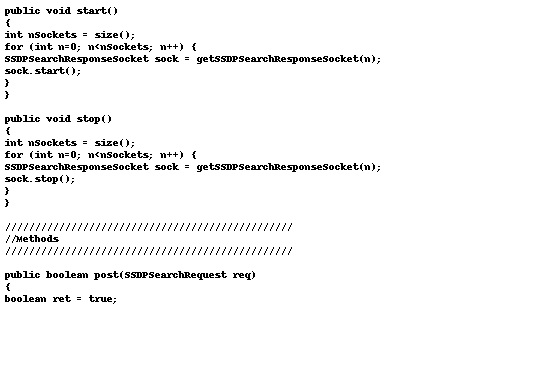 public void start()
{
int nSockets = size();
for (int n=0; n<nSockets; n++) {
SSDPSearchResponseSocket sock = getSSDPSearchResponseSocket(n);
sock.start();
}
}

public void stop()
{
int nSockets = size();
for (int n=0; n<nSockets; n++) {
SSDPSearchResponseSocket sock = getSSDPSearchResponseSocket(n);
sock.stop();
}
}

////////////////////////////////////////////////
//Methods
////////////////////////////////////////////////

public boolean post(SSDPSearchRequest req)
{
boolean ret = true;